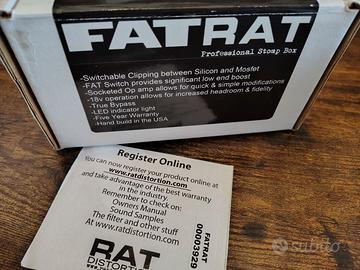 FATRAT
Professional Stomp Box
-Switchable Clipping between Silicon and Mosfet
-FAT Switch provides significant low end boost
-Socketed Op amp allows for quick & simple modifications
-18v operation allows for increased headroom & fidelity
-True Bypass
-LED indicator light
-Five Year Warranty
-Hand build in the USA
Register Online
You can now register your product online at
www.ratdistortion.com
and take advantage of the best warranty
in the industry.
Remember to check on:
Owners Manual
Sound Samples
The filter and other stuff
At www.ratdistortion.com
FATRAT
000003929
RAT
subito